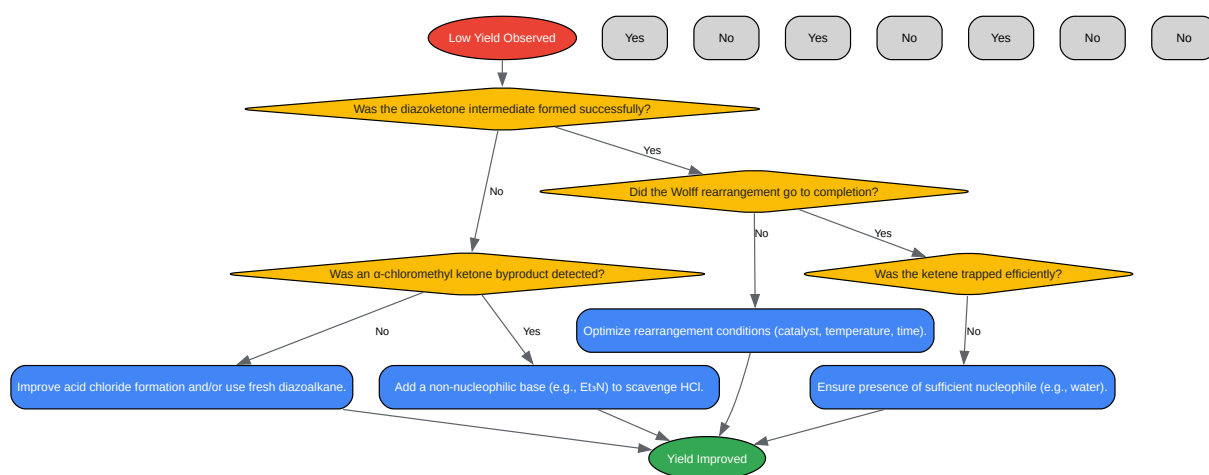 Low Yield Observed
Yes
No
Yes
No
Yes
No
No
Was the diazoketone intermediate formed successfully?
Yes
Did the Wolff rearrangement go to completion?
No
No
Yes
Was an α-chloromethyl ketone byproduct detected?
Was the ketene trapped efficiently?
No
Yes
Optimize rearrangement conditions (catalyst, temperature, time).
No
Improve acid chloride formation and/or use fresh diazoalkane.
Add a non-nucleophilic base (e.g., Et₃N) to scavenge HCl.
Ensure presence of sufficient nucleophile (e.g., water).
Yield Improved